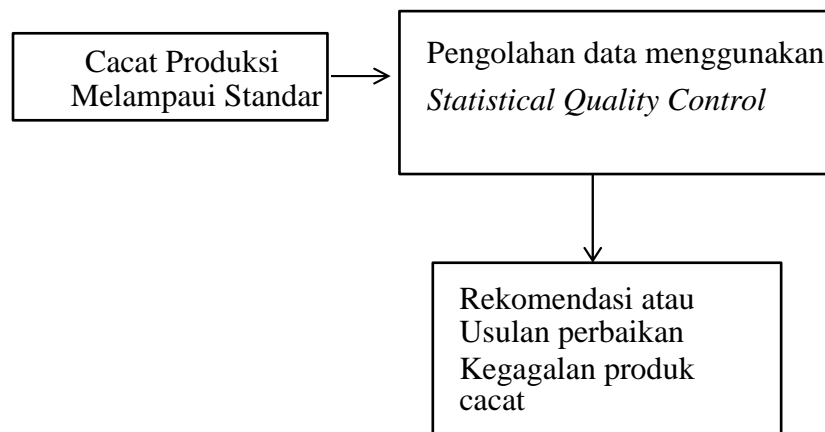 Cacat Produksi
Melampaui Standar
Pengolahan data menggunakan
Statistical Quality Control
Rekomendasi atau
Usulan perbaikan
Kegagalan produk
cacat